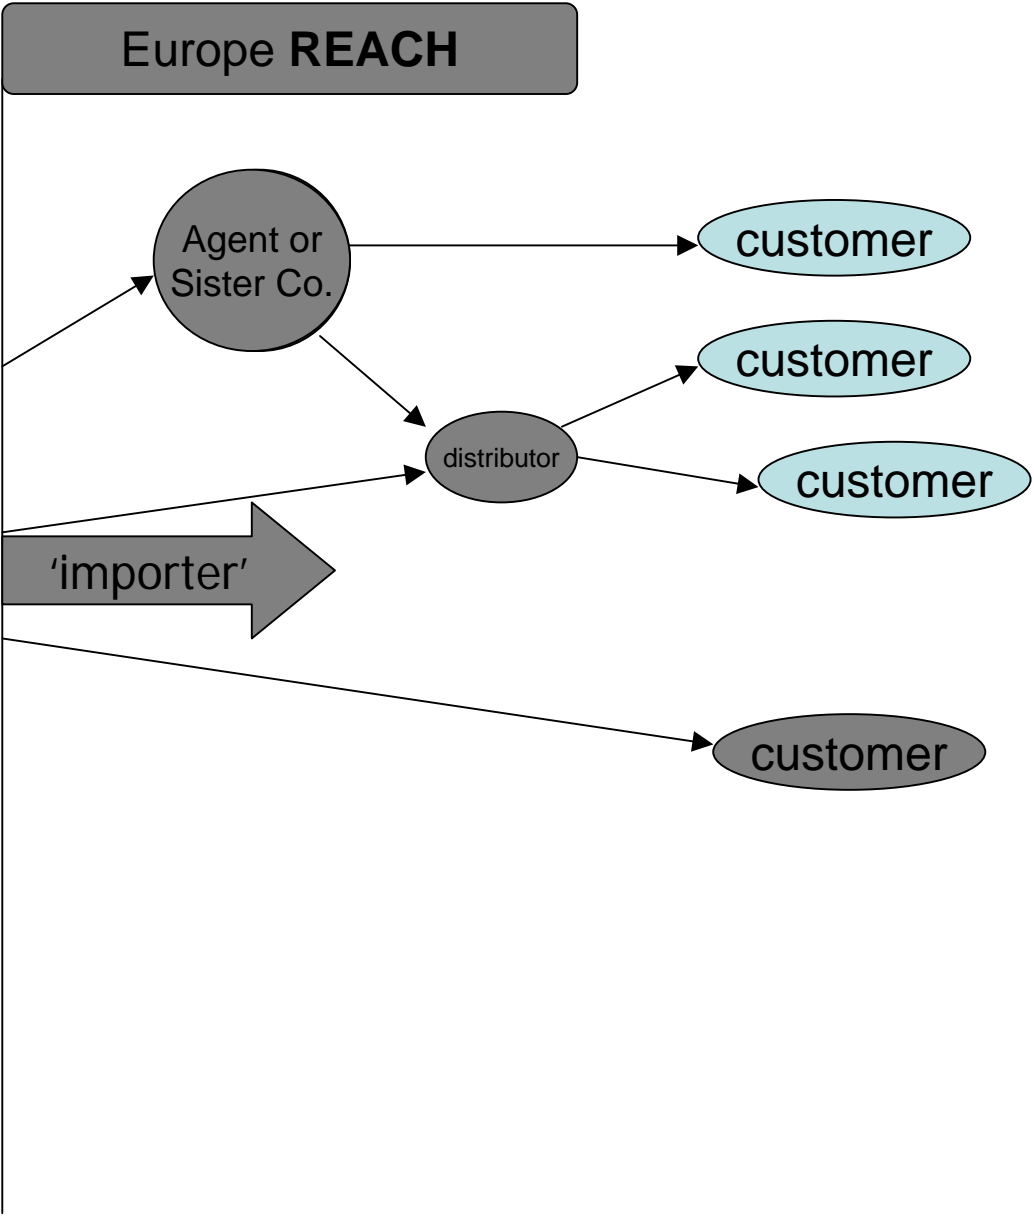 Europe REACH
Agent or
Sister Co.
customer
customer
distributor
customer
‘importer’
customer